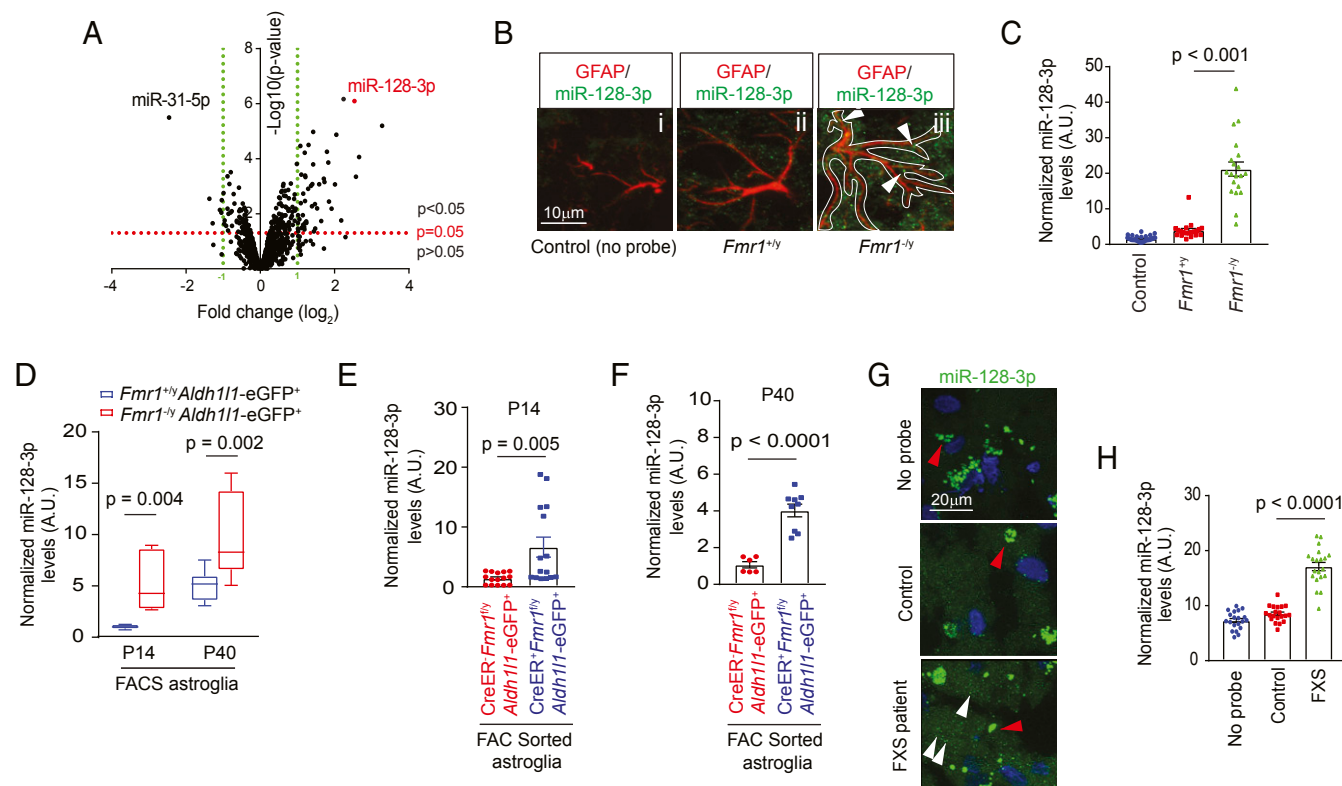 A
8
-Log10(p-value)
miR-128-3p
miR-31-5p
6
4
2
p<0.05
p=0.05
p>0.05
-1
1
-4
-2
0
2
4
Fold change (log2)
B
GFAP/
miR-128-3p
GFAP/
miR-128-3p
GFAP/
miR-128-3p
i
ii
iii
10μm
Control (no probe)
Fmr1+/y
Fmr1-/y
C
p < 0.001
Normalized miR-128-3p
levels (A.U.)
50
40
30
20
10
0
Control
Fmr1+y
Fmr1-/y
D
Fmr1+/y Aldh1l1-eGFP+
Fmr1-/y Aldh1l1-eGFP+
Normalized miR-128-3p
levels (A.U.)
20
15
10
5
0
p = 0.004
p = 0.002
P14
P40
FACS astroglia
E
P14
p = 0.005
Normalized miR-128-3p
levels (A.U.)
30
20
10
0
CreER-Fmr1f/y
Aldh1l1-eGFP+
CreER+Fmr1f/y
Aldh1l1-eGFP+
FAC Sorted
astroglia
F
P40
p < 0.0001
Normalized miR-128-3p
levels (A.U.)
10
8
6
4
2
0
CreER-Fmr1f/y
Aldh1l1-eGFP+
CreER+Fmr1f/y
Aldh1l1-eGFP+
FAC Sorted
astroglia
G
miR-128-3p
No probe
20μm
Control
FXS patient
H
p < 0.0001
Normalized miR-128-3p
levels (A.U.)
30
20
10
0
No probe
Control
FXS